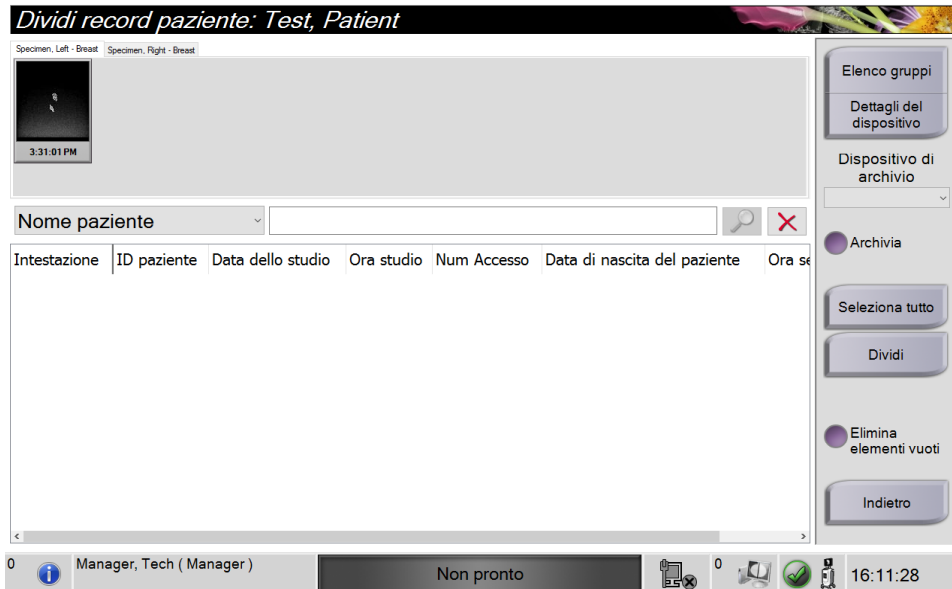 Dividi record paziente: Test, Patient
Specimen, Left - Breast
Specimen, Right - Breast
3:31:01 PM
Nome paziente
Intestazione ID paziente Data dello studio Ora studio Num Accesso Data di nascita del paziente Ora se
Elenco gruppi
Dettagli del
dispositivo
Dispositivo di
archivio
Archivia
Seleziona tutto
Dividi
Elimina
elementi vuoti
Indietro
0
Manager, Tech ( Manager )
Non pronto
0
16:11:28